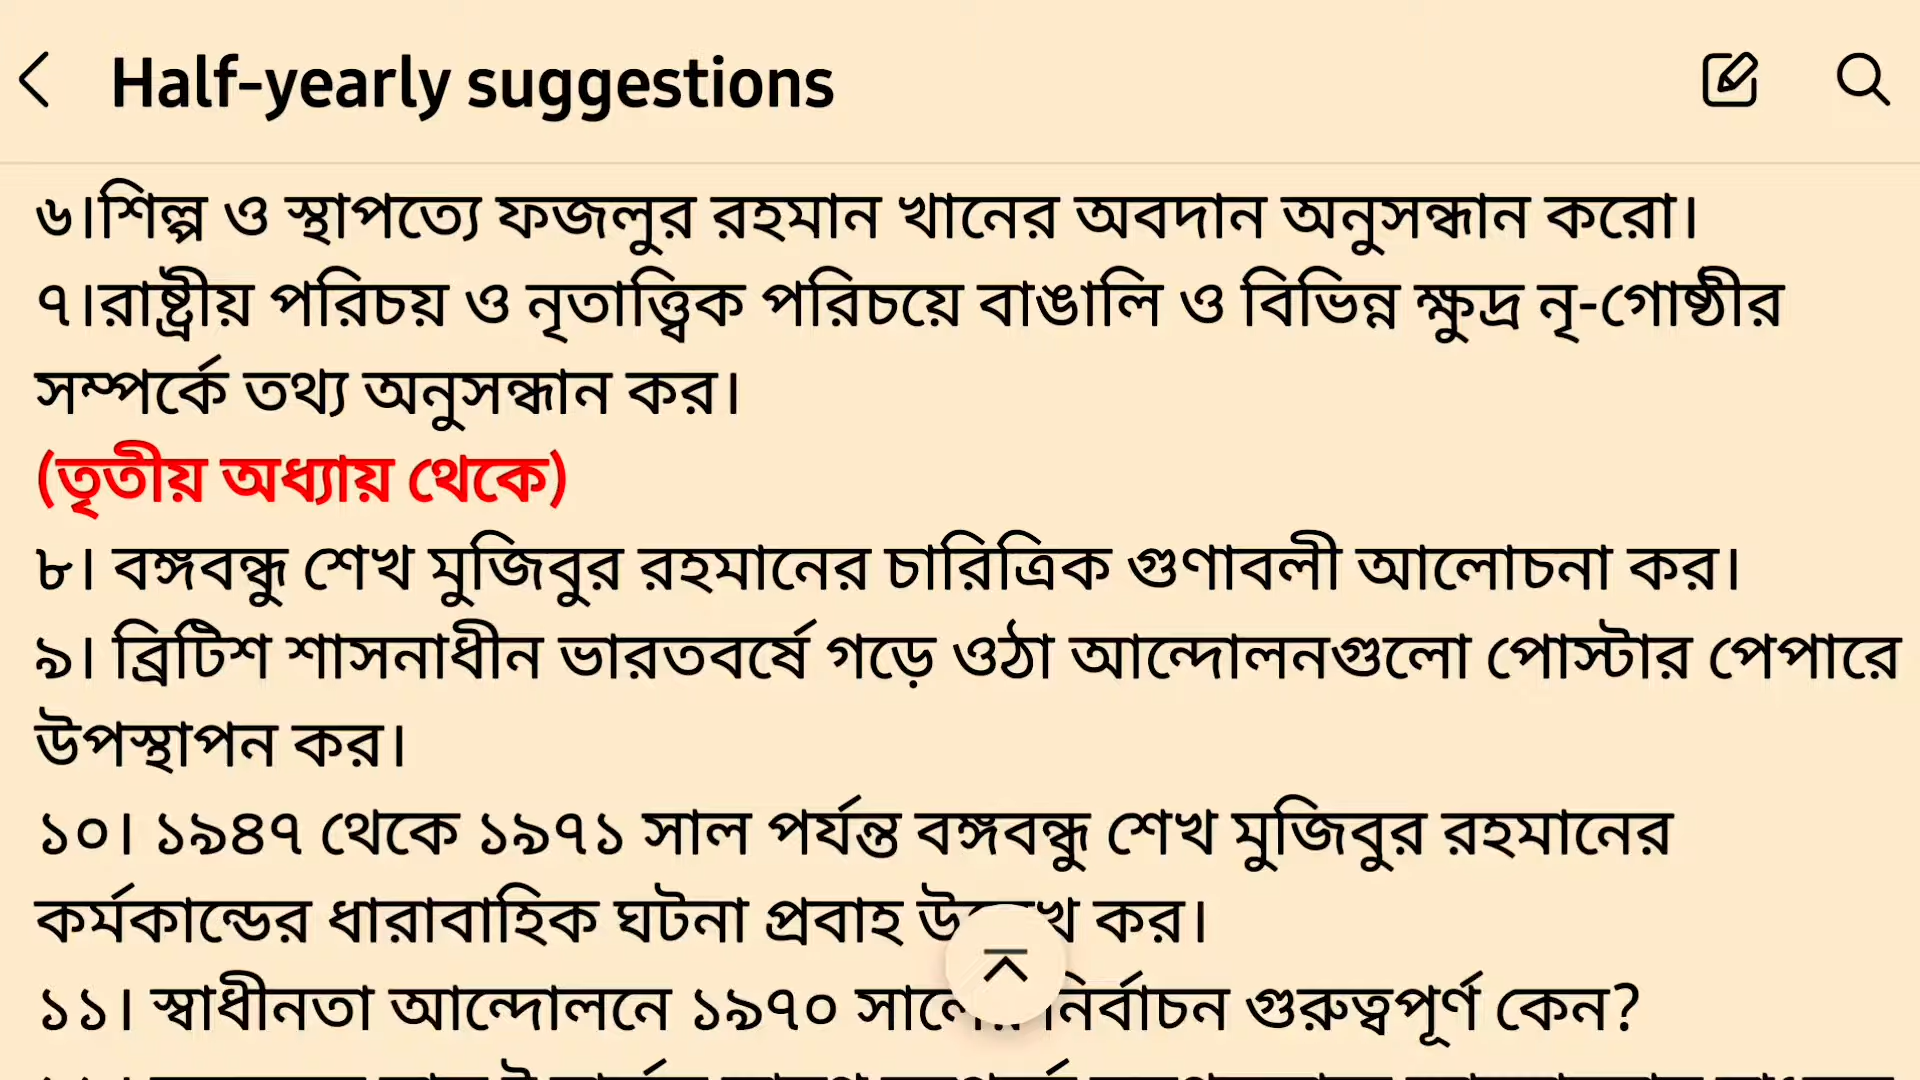 Half-yearly suggestions
৬।শিল্প ও স্থাপত্যে ফজলুর রহমান খানের অবদান অনুসন্ধান করো।
৭।রাষ্ট্রীয় পরিচয় ও নৃতাত্ত্বিক পরিচয়ে বাঙালি ও বিভিন্ন ক্ষুদ্র নৃ-গোষ্ঠীর
সম্পর্কে তথ্য অনুসন্ধান কর।
(তৃতীয় অধ্যায় থেকে)
৮। বঙ্গবন্ধু শেখ মুজিবুর রহমানের চারিত্রিক গুণাবলী আলোচনা কর।
৯। ব্রিটিশ শাসনাধীন ভারতবর্ষে গড়ে ওঠা আন্দোলনগুলো পোস্টার পেপারে
উপস্থাপন কর।
১০। ১৯৪৭ থেকে ১৯৭১ সাল পর্যন্ত বঙ্গবন্ধু শেখ মুজিবুর রহমানের
কর্মকান্ডের ধারাবাহিক ঘটনা প্রবাহ কর।
১১। স্বাধীনতা আন্দোলনে ১৯৭০ সালের নির্বাচন গুরুত্বপূর্ণ কেন?